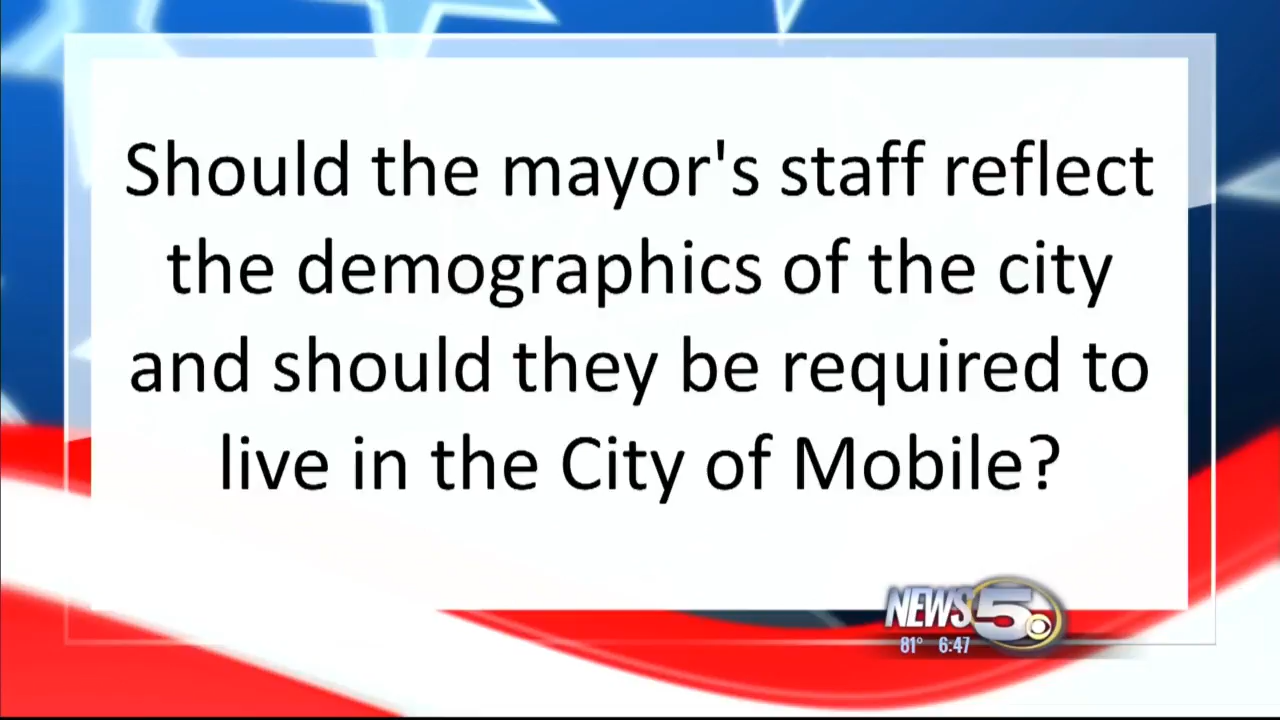 Should the mayor's staff reflect
the demographics of the city
and should they be required to
live in the City of Mobile?
NEWS 5
81° 6:47